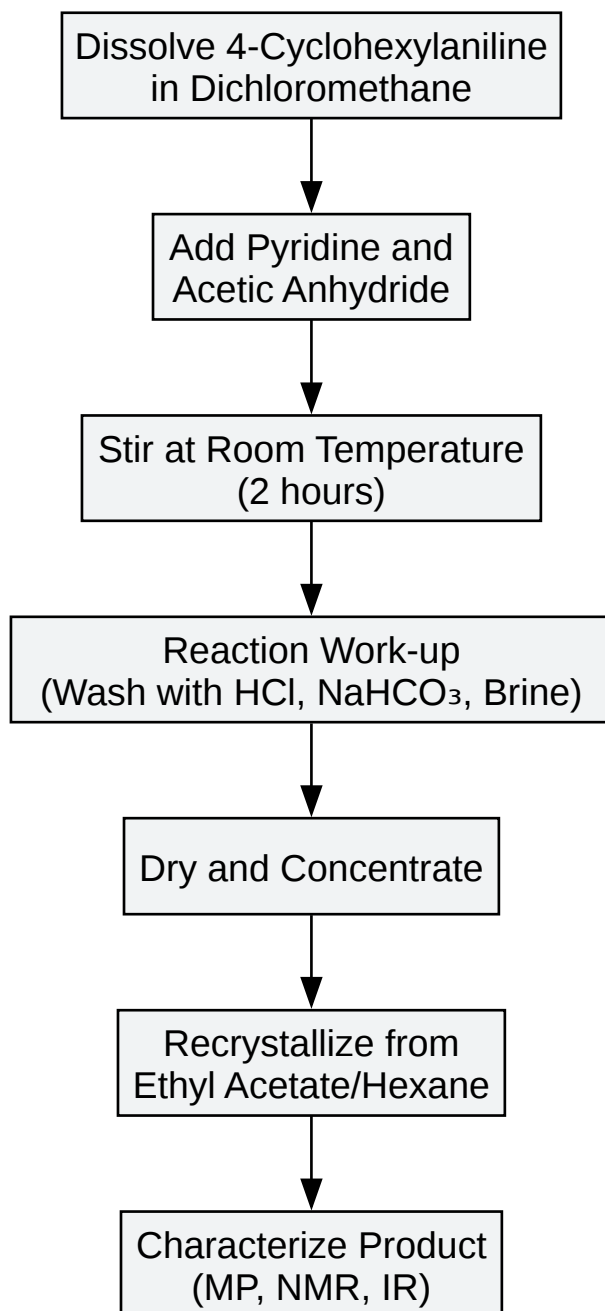 Dissolve 4-Cyclohexylaniline
in Dichloromethane
Add Pyridine and
Acetic Anhydride
Stir at Room Temperature
(2 hours)
Reaction Work-up
(Wash with HCl, NaHCO₃, Brine)
Dry and Concentrate
Recrystallize from
Ethyl Acetate/Hexane
Characterize Product
(MP, NMR, IR)